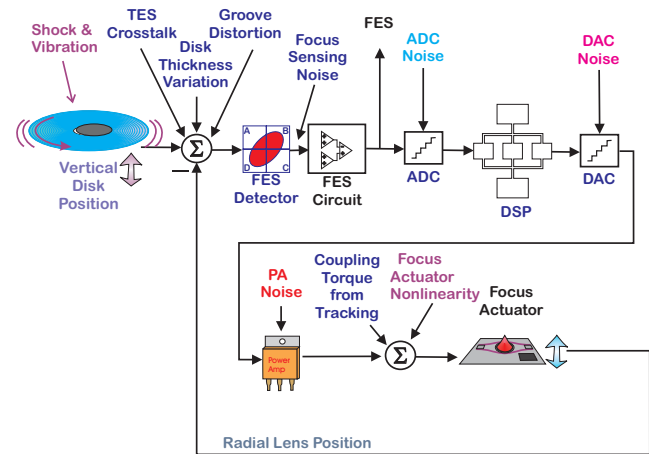 Shock &
Vibration
TES
Crosstalk
Disk
Thickness
Variation
Groove
Distortion
Focus
Sensing
Noise
FES
ADC
Noise
DAC
Noise
Σ
A
B
D
C
Vertical
Disk
Position
FES
Detector
FES
Circuit
ADC
DSP
DAC
PA
Noise
Coupling
Torque
from
Tracking
Focus
Actuator
Nonlinearity
Focus
Actuator
Power
Amp
Σ
Radial Lens Position